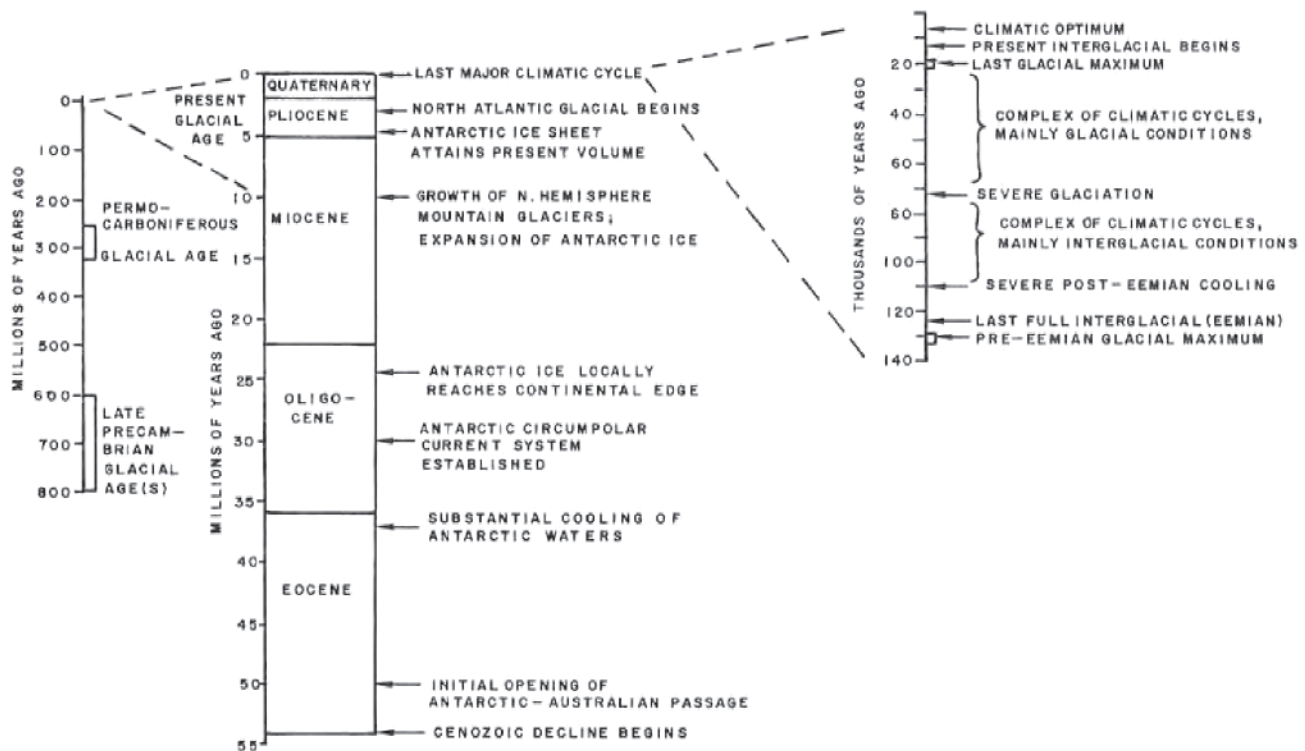 MILLIONS OF YEARS AGO
0
100
200
300
400
500
600
700
800
PERMO-
CARBONIFEROUS
GLACIAL AGE
LATE
PRECAM-
BRIAN
GLACIAL
AGE(S)
PRESENT
GLACIAL
AGE
MILLIONS OF YEARS AGO
0
5
10
15
20
25
30
35
40
45
50
55
QUATERNARY
PLIOCENE
MIOCENE
OLIGO-
CENE
EOCENE
LAST MAJOR CLIMATIC CYCLE
NORTH ATLANTIC GLACIAL BEGINS
ANTARCTIC ICE SHEET
ATTAINS PRESENT VOLUME
GROWTH OF N. HEMISPHERE
MOUNTAIN GLACIERS;
EXPANSION OF ANTARCTIC ICE
ANTARCTIC ICE LOCALLY
REACHES CONTINENTAL EDGE
ANTARCTIC CIRCUMPOLAR
CURRENT SYSTEM
ESTABLISHED
SUBSTANTIAL COOLING OF
ANTARCTIC WATERS
INITIAL OPENING OF
ANTARCTIC-AUSTRALIAN PASSAGE
CENOZOIC DECLINE BEGINS
THOUSANDS OF YEARS AGO
20
40
60
80
100
120
140
CLIMATIC OPTIMUM
PRESENT INTERGLACIAL BEGINS
LAST GLACIAL MAXIMUM
COMPLEX OF CLIMATIC CYCLES,
MAINLY GLACIAL CONDITIONS
SEVERE GLACIATION
COMPLEX OF CLIMATIC CYCLES,
MAINLY INTERGLACIAL CONDITIONS
SEVERE POST-EEMIAN COOLING
LAST FULL INTERGLACIAL (EEMIAN)
PRE-EEMIAN GLACIAL MAXIMUM